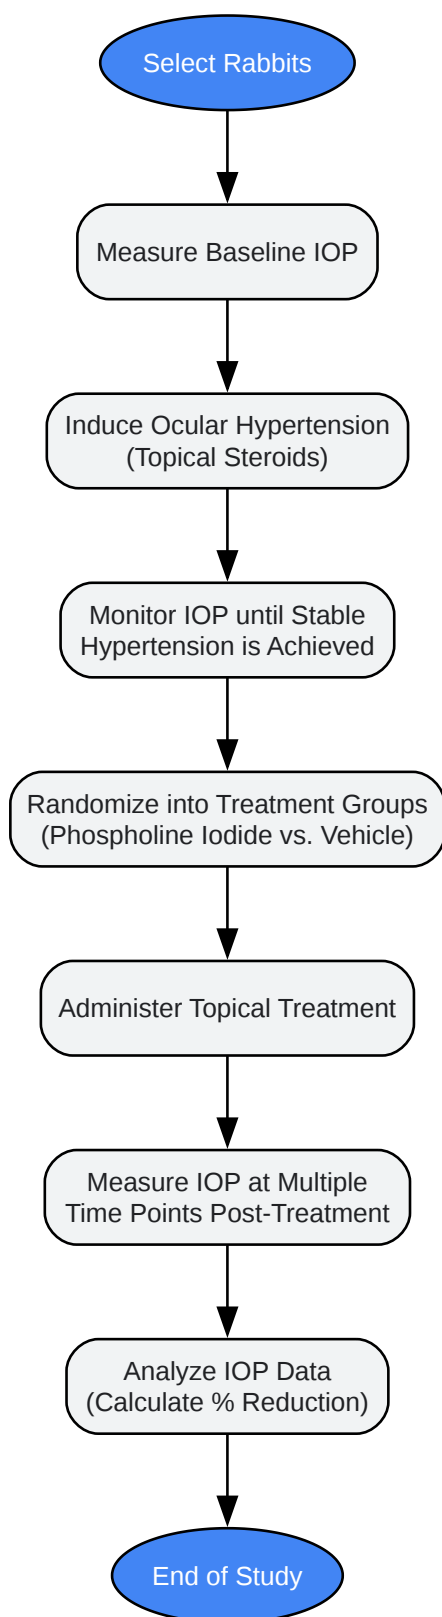 Select Rabbits
Measure Baseline IOP
Induce Ocular Hypertension
(Topical Steroids)
Monitor IOP until Stable
Hypertension is Achieved
Randomize into Treatment Groups
(Phospholine Iodide vs. Vehicle)
Administer Topical Treatment
Measure IOP at Multiple
Time Points Post-Treatment
Analyze IOP Data
(Calculate % Reduction)
End of Study